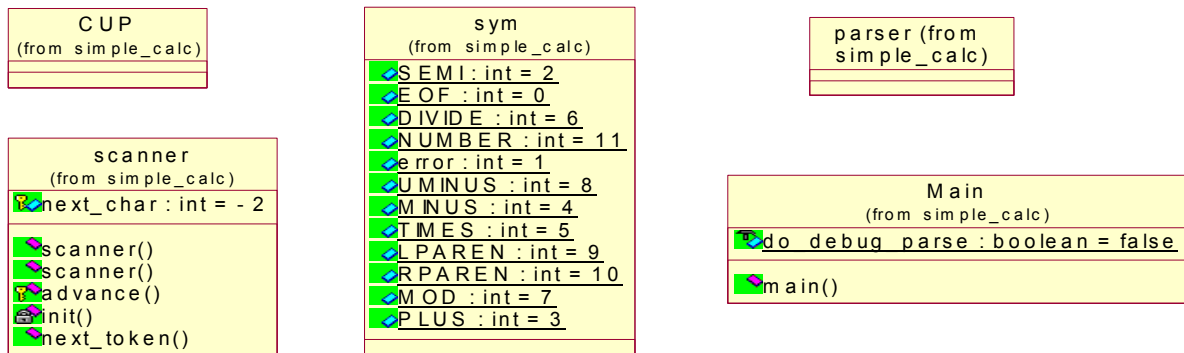 CUP
(from simple_calc)
scanner
(from simple_calc)
next_char : int = - 2
scanner()
scanner()
advance()
init()
next_token()
sym
(from simple_calc)
SEMI : int = 2
EOF : int = 0
DIVIDE : int = 6
NUMBER : int = 11
error : int = 1
UMINUS : int = 8
MINUS : int = 4
TIMES : int = 5
LPAREN : int = 9
RPAREN : int = 10
MOD : int = 7
PLUS : int = 3
parser (from
simple_calc)
Main
(from simple_calc)
do_debug_parse : boolean = false
main()